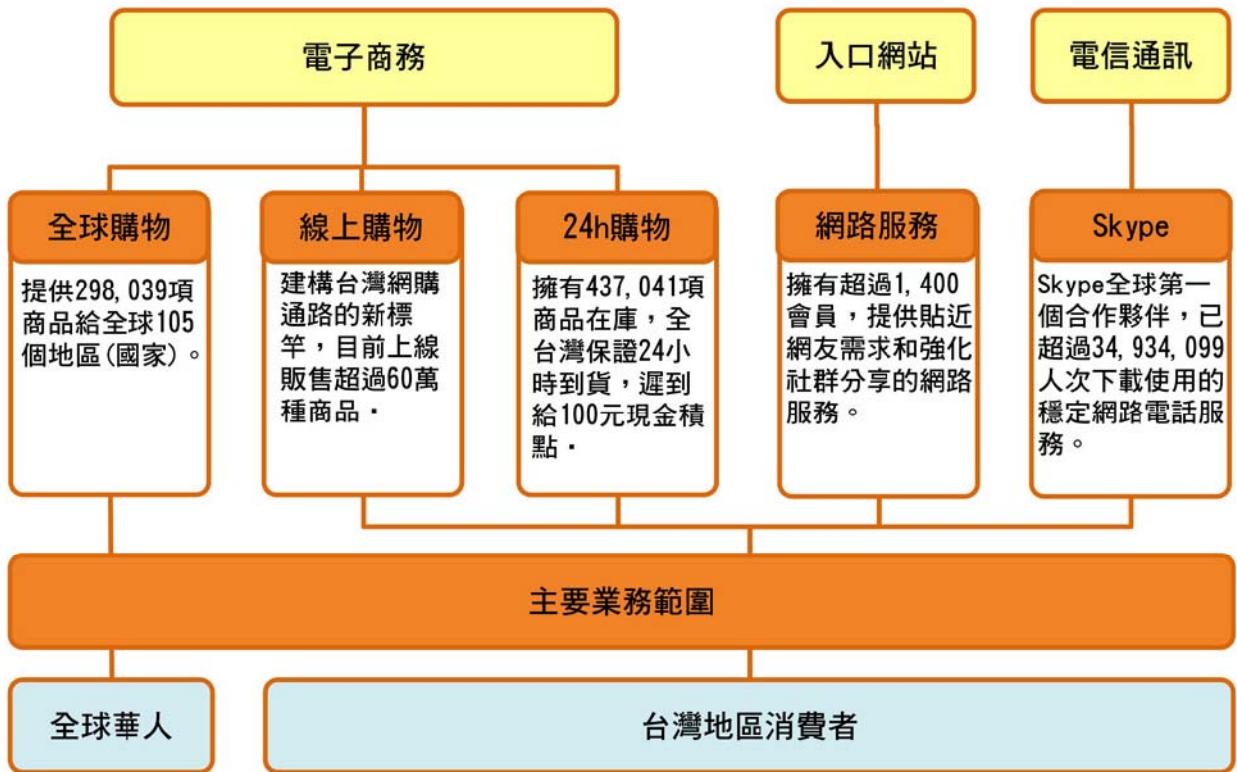 電子商務
入口網站
電信通訊
全球購物
提供298,039項
商品給全球105
個地區(國家)。
線上購物
建構台灣網購
通路的新標
竿，目前上線
販售超過60萬
種商品．
24h購物
擁有437,041項
商品在庫，全
台灣保證24小
時到貨，遲到
給100元現金積
點．
網路服務
擁有超過1,400
會員，提供貼近
網友需求和強化
社群分享的網路
服務。
Skype
Skype全球第一
個合作夥伴，已
超過34,934,099
人次下載使用的
穩定網路電話服
務。
主要業務範圍
全球華人
台灣地區消費者